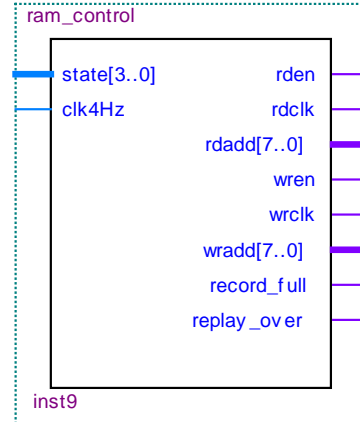 ram_control
state[3..0] rden
clk4Hz rdclk
rdadd[7..0]
wren
wrclk
wradd[7..0]
record_full
replay_over
inst9